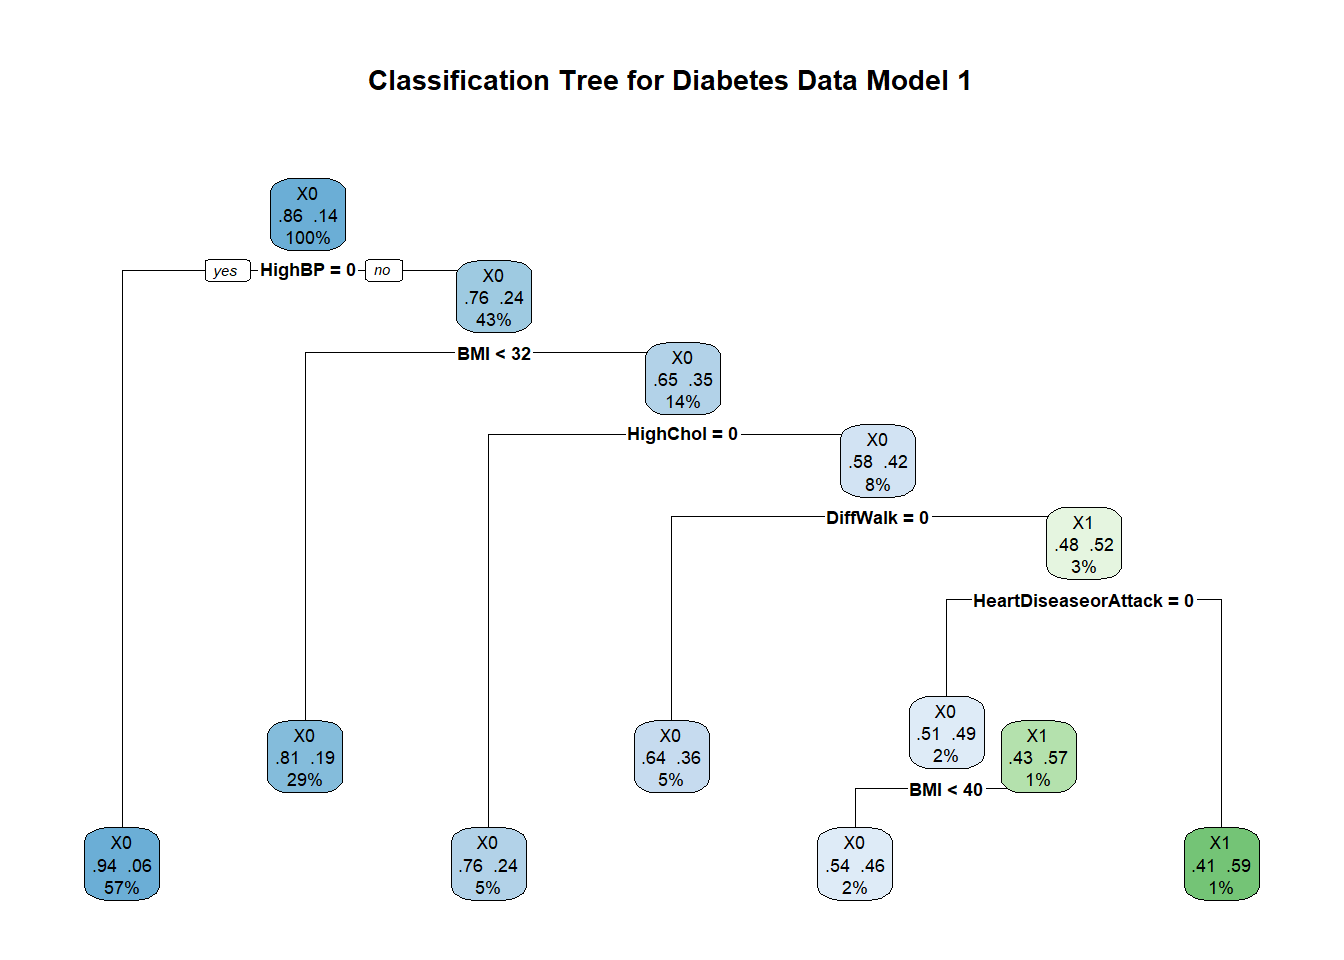 Classification Tree for Diabetes Data Model 1
X0
.86 .14
100%
yes HighBP = 0 no
X0
.76 .24
43%
BMI < 32
X0
.65 .35
14%
HighChol = 0
X0
.58 .42
8%
DiffWalk = 0
X1
.48 .52
3%
HeartDiseaseorAttack = 0
X0
.51 .49
2%
BMI < 40
X0
.81 .19
29%
X0
.64 .36
5%
X1
.43 .57
1%
X0
.94 .06
57%
X0
.76 .24
5%
X0
.54 .46
2%
X1
.41 .59
1%